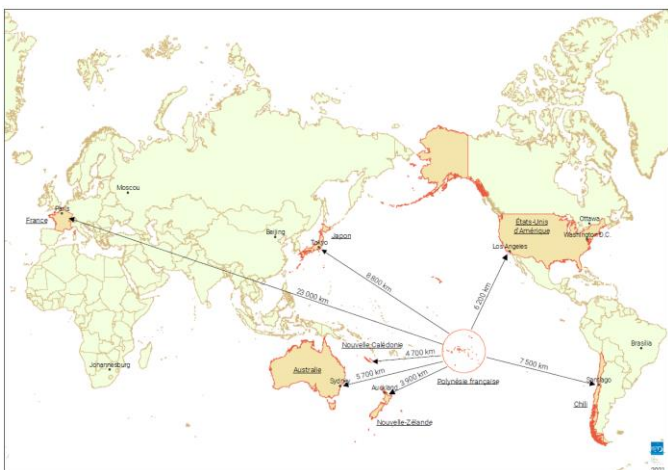 Moscou
Paris
France
Beijing
Japon
Tokyo
États-Unis
d'Amérique
Ottawa
Washington D.C.
Los Angeles
8 800 km
23 000 km
6 200 km
Nouvelle-Calédonie
4 700 km
7 500 km
Brasilia
Johannesburg
Australie
Sydney
5 700 km
Auckland
3 900 km
Polynésie française
Santiago
Nouvelle-Zélande
Chili